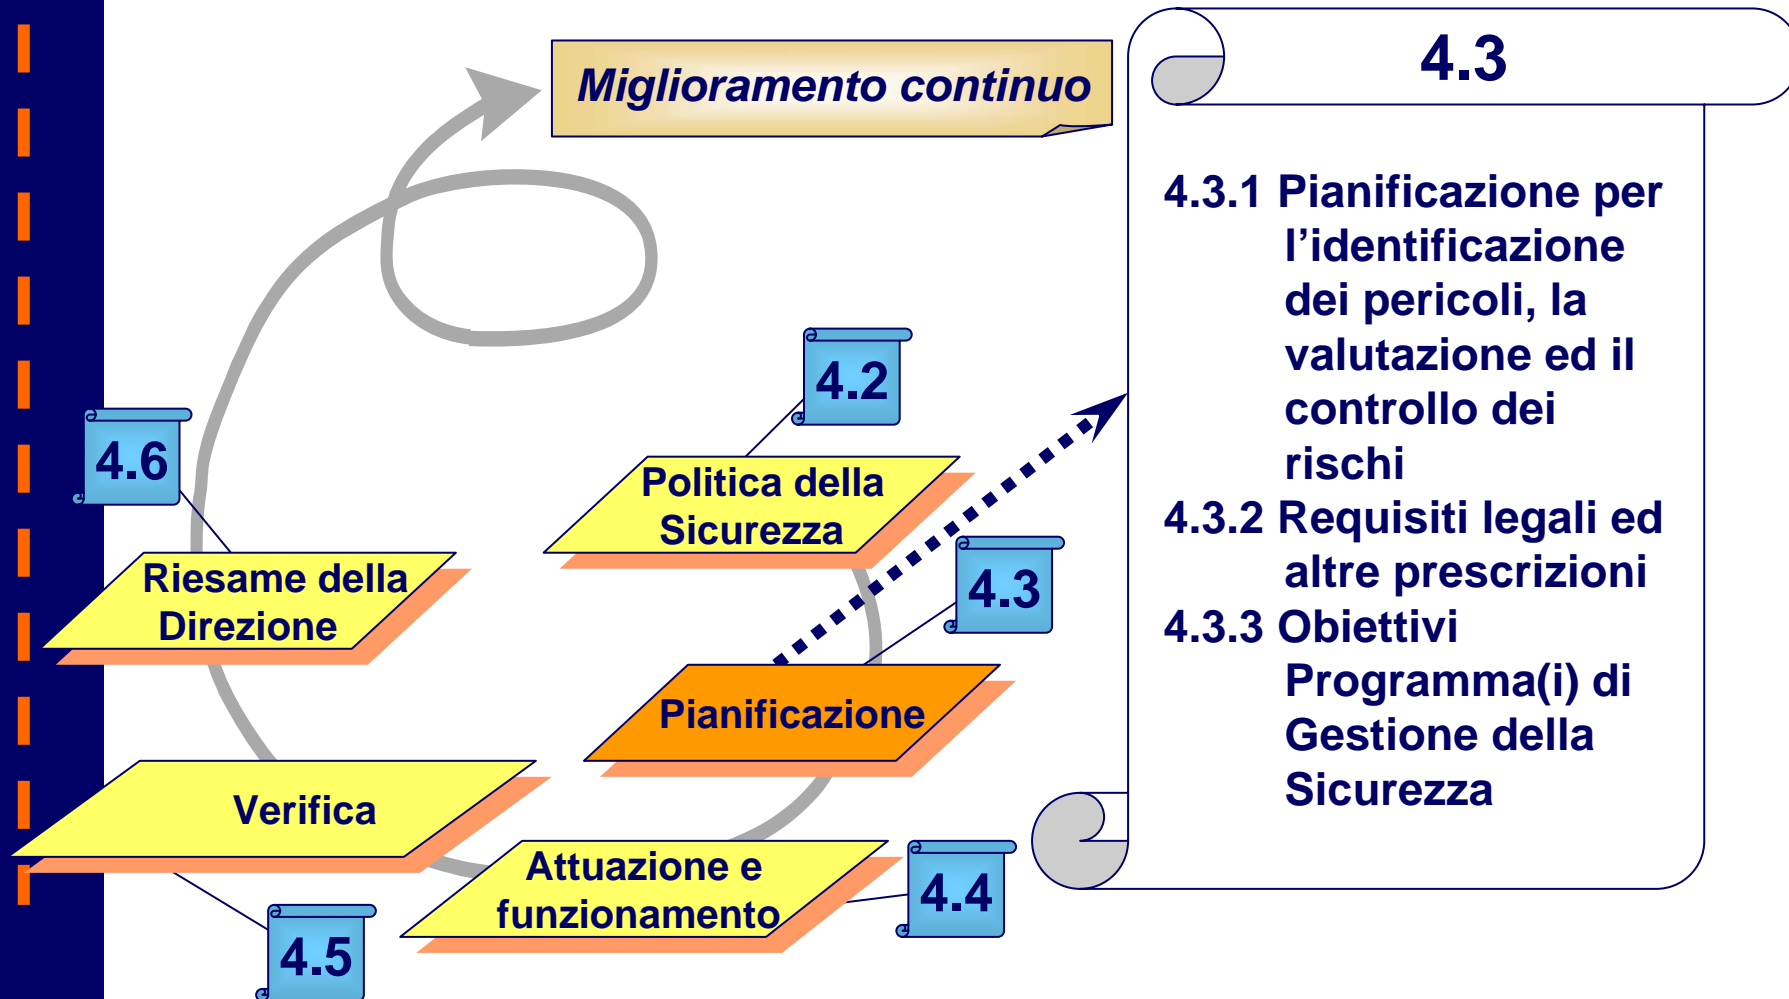 Miglioramento continuo
4.2
Politica della
Sicurezza
4.3
Pianificazione
4.4
Attuazione e
funzionamento
4.5
Verifica
4.6
Riesame della
Direzione
4.3
4.3.1 Pianificazione per
l’identificazione
dei pericoli, la
valutazione ed il
controllo dei
rischi
4.3.2 Requisiti legali ed
altre prescrizioni
4.3.3 Obiettivi
Programma(i) di
Gestione della
Sicurezza